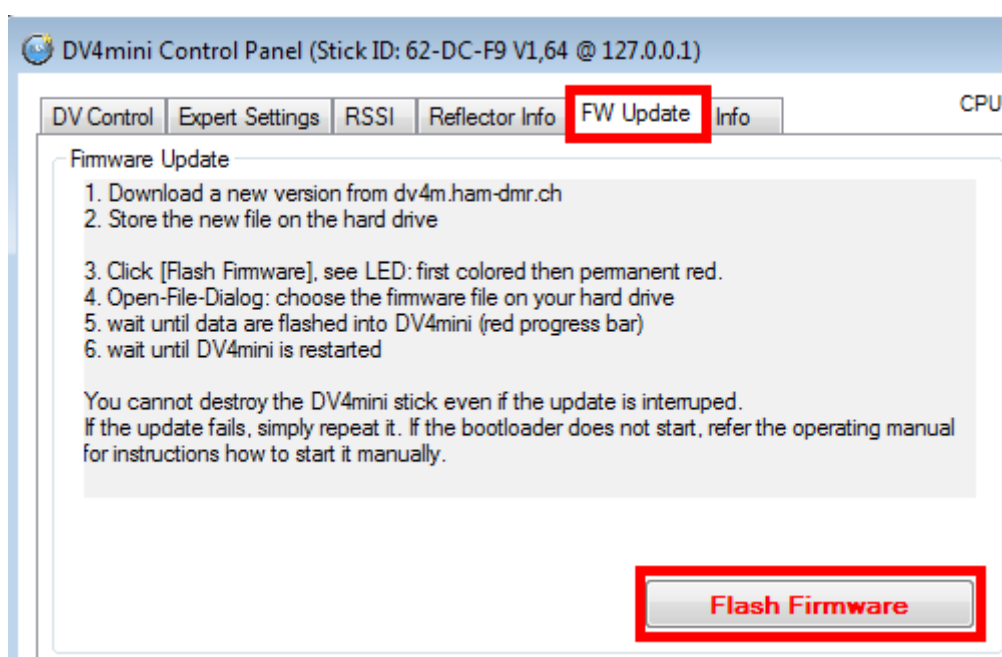 DV4mini Control Panel (Stick ID: 62-DC-F9 V1,64 @ 127.0.0.1)
DV Control Expert Settings RSSI Reflector Info FW Update Info CPU
Firmware Update
1. Download a new version from dv4m.ham-dmr.ch
2. Store the new file on the hard drive
3. Click [Flash Firmware], see LED: first colored then permanent red.
4. Open-File-Dialog: choose the firmware file on your hard drive
5. wait until data are flashed into DV4mini (red progress bar)
6. wait until DV4mini is restarted
You cannot destroy the DV4mini stick even if the update is interruped.
If the update fails, simply repeat it. If the bootloader does not start, refer the operating manual
for instructions how to start it manually.
Flash Firmware